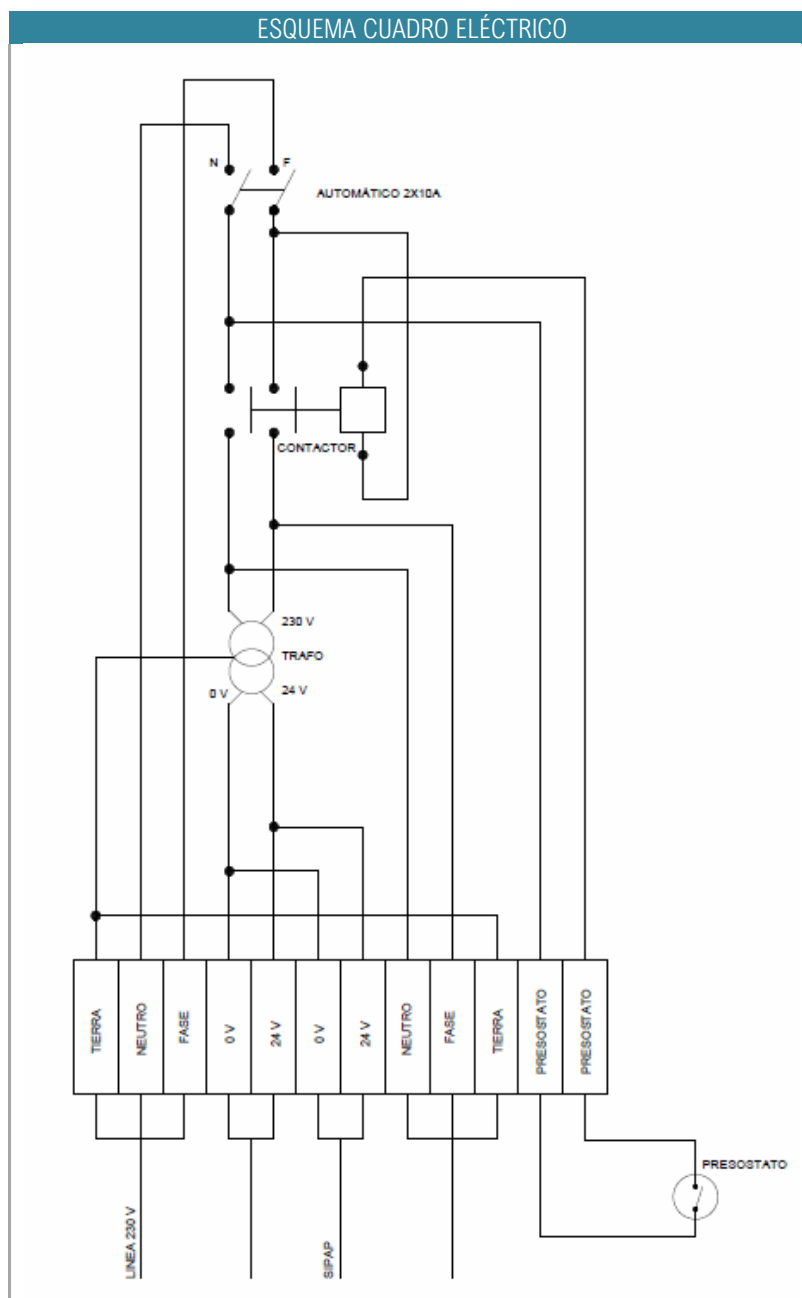 ESQUEMA CUADRO ELÉCTRICO
N
F
AUTOMÁTICO 2X10A
CONTACTOR
230 V
TRAFO
0 V
24 V
TIERRA
NEUTRO
FASE
0 V
24 V
0 V
24 V
NEUTRO
FASE
TIERRA
PRESOSTATO
PRESOSTATO
PRESOSTATO
LINEA 230 V
SIPAP